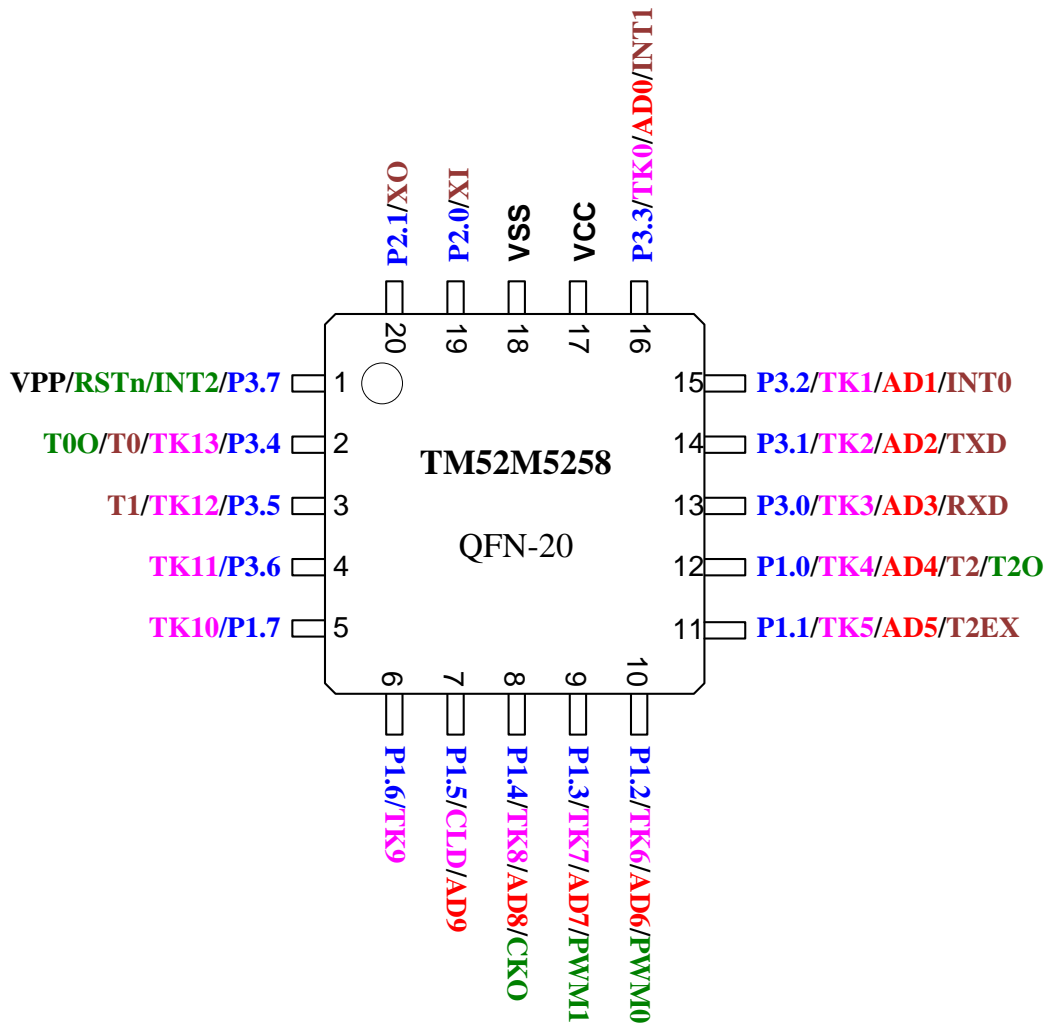 P2.1/XO
P2.0/XI
VSS
VCC
P3.3/TK0/AD0/INT1
20
19
18
17
16
VPP/RSTn/INT2/P3.7
1
T0O/T0/TK13/P3.4
2
T1/TK12/P3.5
3
TK11/P3.6
4
TK10/P1.7
5
TM52M5258
QFN-20
15
P3.2/TK1/AD1/INT0
14
P3.1/TK2/AD2/TXD
13
P3.0/TK3/AD3/RXD
12
P1.0/TK4/AD4/T2/T2O
11
P1.1/TK5/AD5/T2EX
6
7
8
9
10
P1.6/TK9
P1.5/CLD/AD9
P1.4/TK8/AD8/CKO
P1.3/TK7/AD7/PWM1
P1.2/TK6/AD6/PWM0